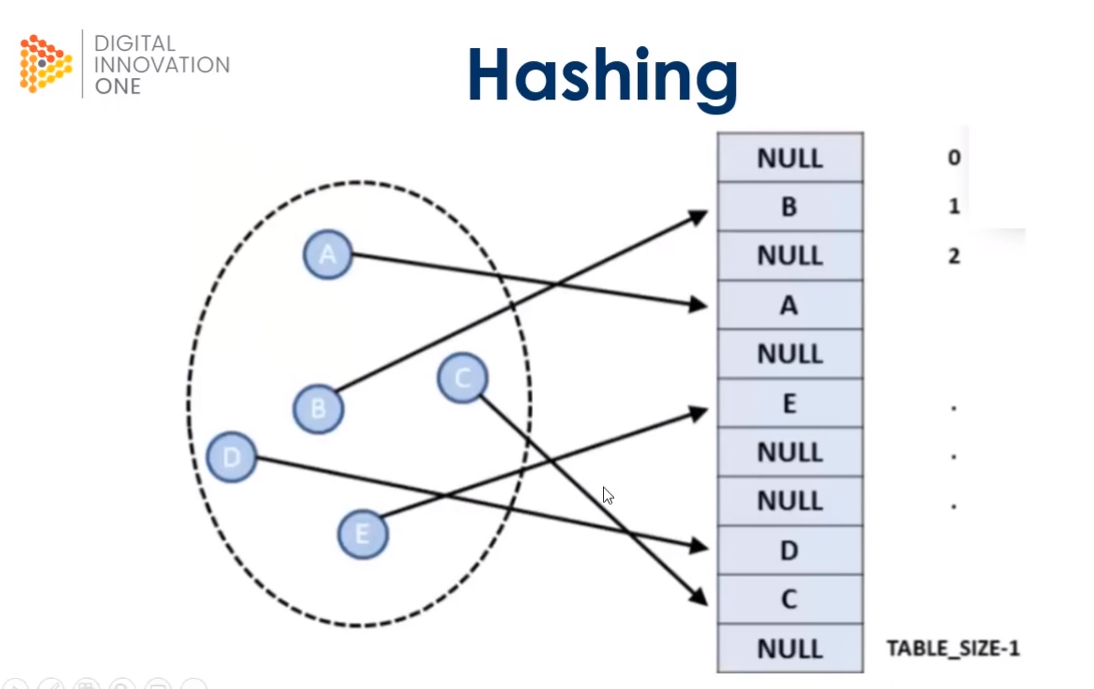 DIGITAL
INNOVATION
ONE
Hashing
A
B
C
D
E
NULL 0
B 1
NULL 2
A
NULL
E .
NULL .
NULL .
D
C
NULL TABLE_SIZE-1